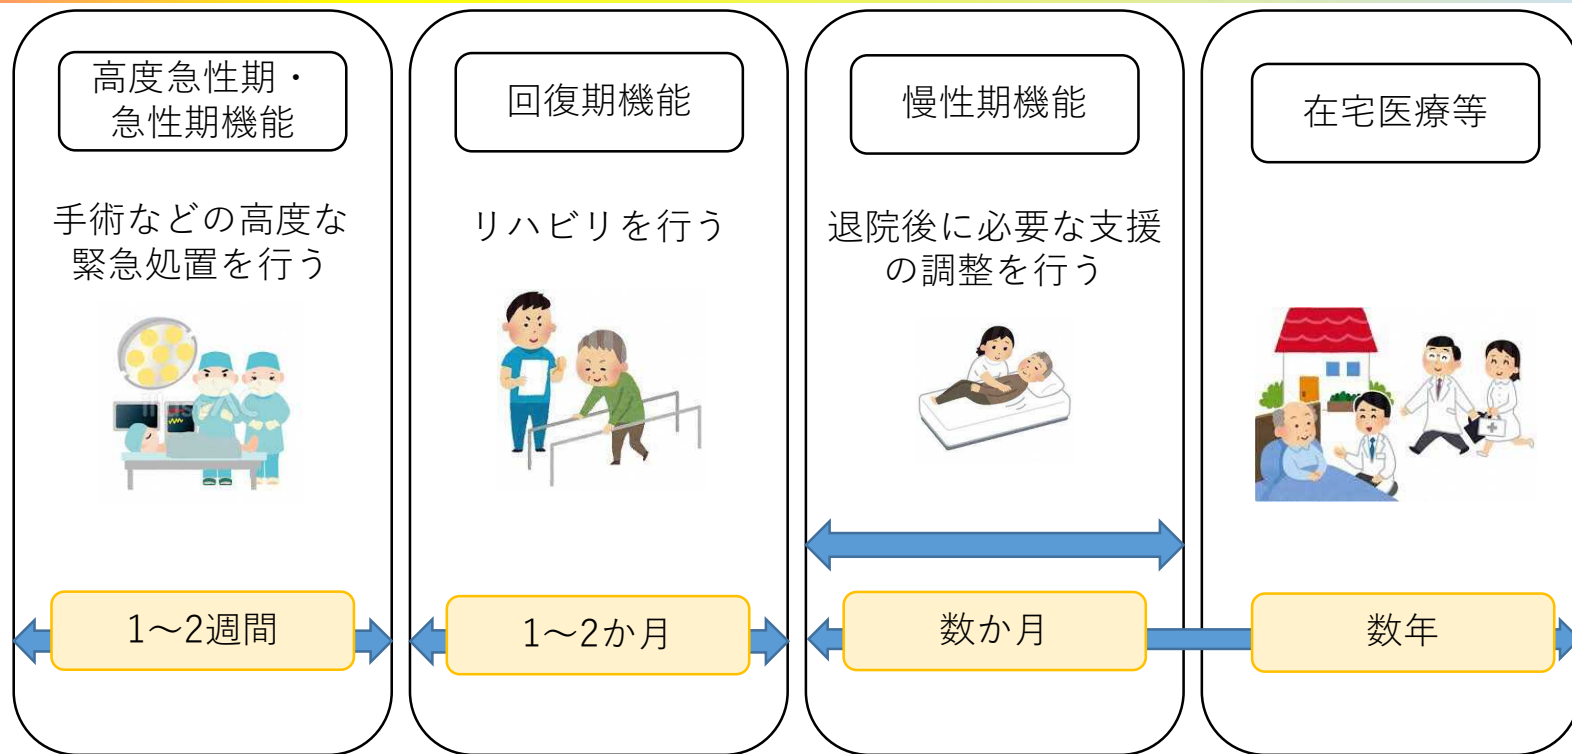 高度急性期・
急性期機能
手術などの高度な
緊急処置を行う
illustAC
1～2週間
回復期機能
リハビリを行う
1～2か月
慢性期機能
退院後に必要な支援
の調整を行う
数か月
在宅医療等
数年